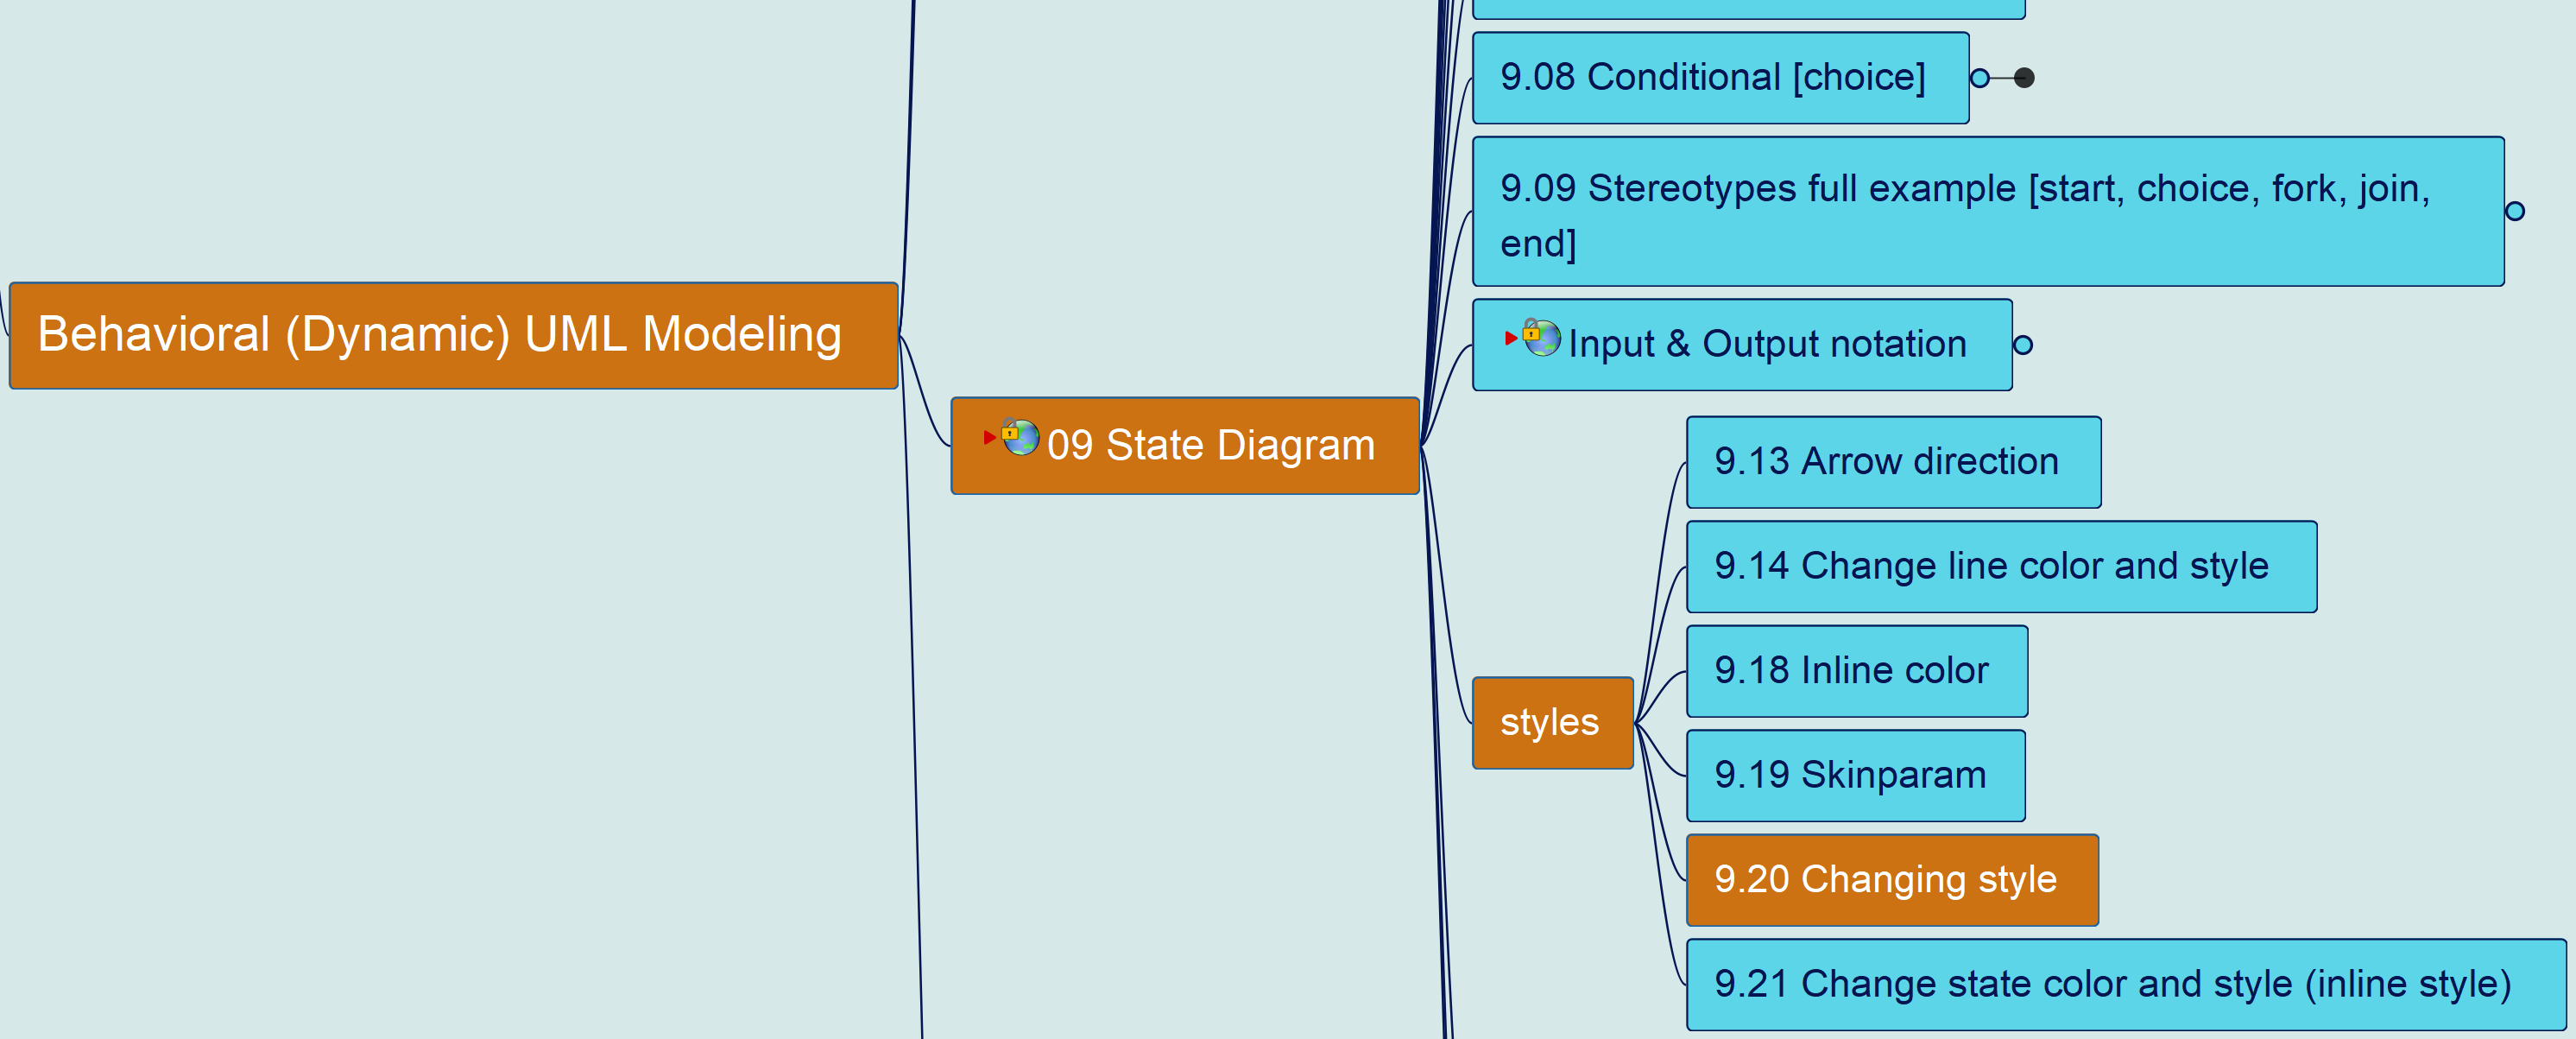 9.08 Conditional [choice]
9.09 Stereotypes full example [start, choice, fork, join,
end]
Behavioral (Dynamic) UML Modeling
Input & Output notation
09 State Diagram
9.13 Arrow direction
9.14 Change line color and style
9.18 Inline color
styles
9.19 Skinparam
9.20 Changing style
9.21 Change state color and style (inline style)